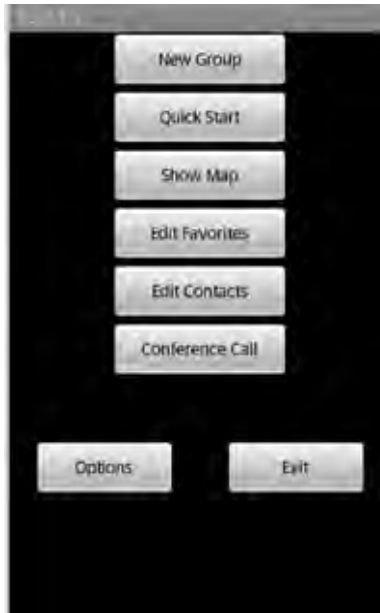 New Group
Quick Start
Show Map
Edit Favorites
Edit Contacts
Conference Call
Options Exit